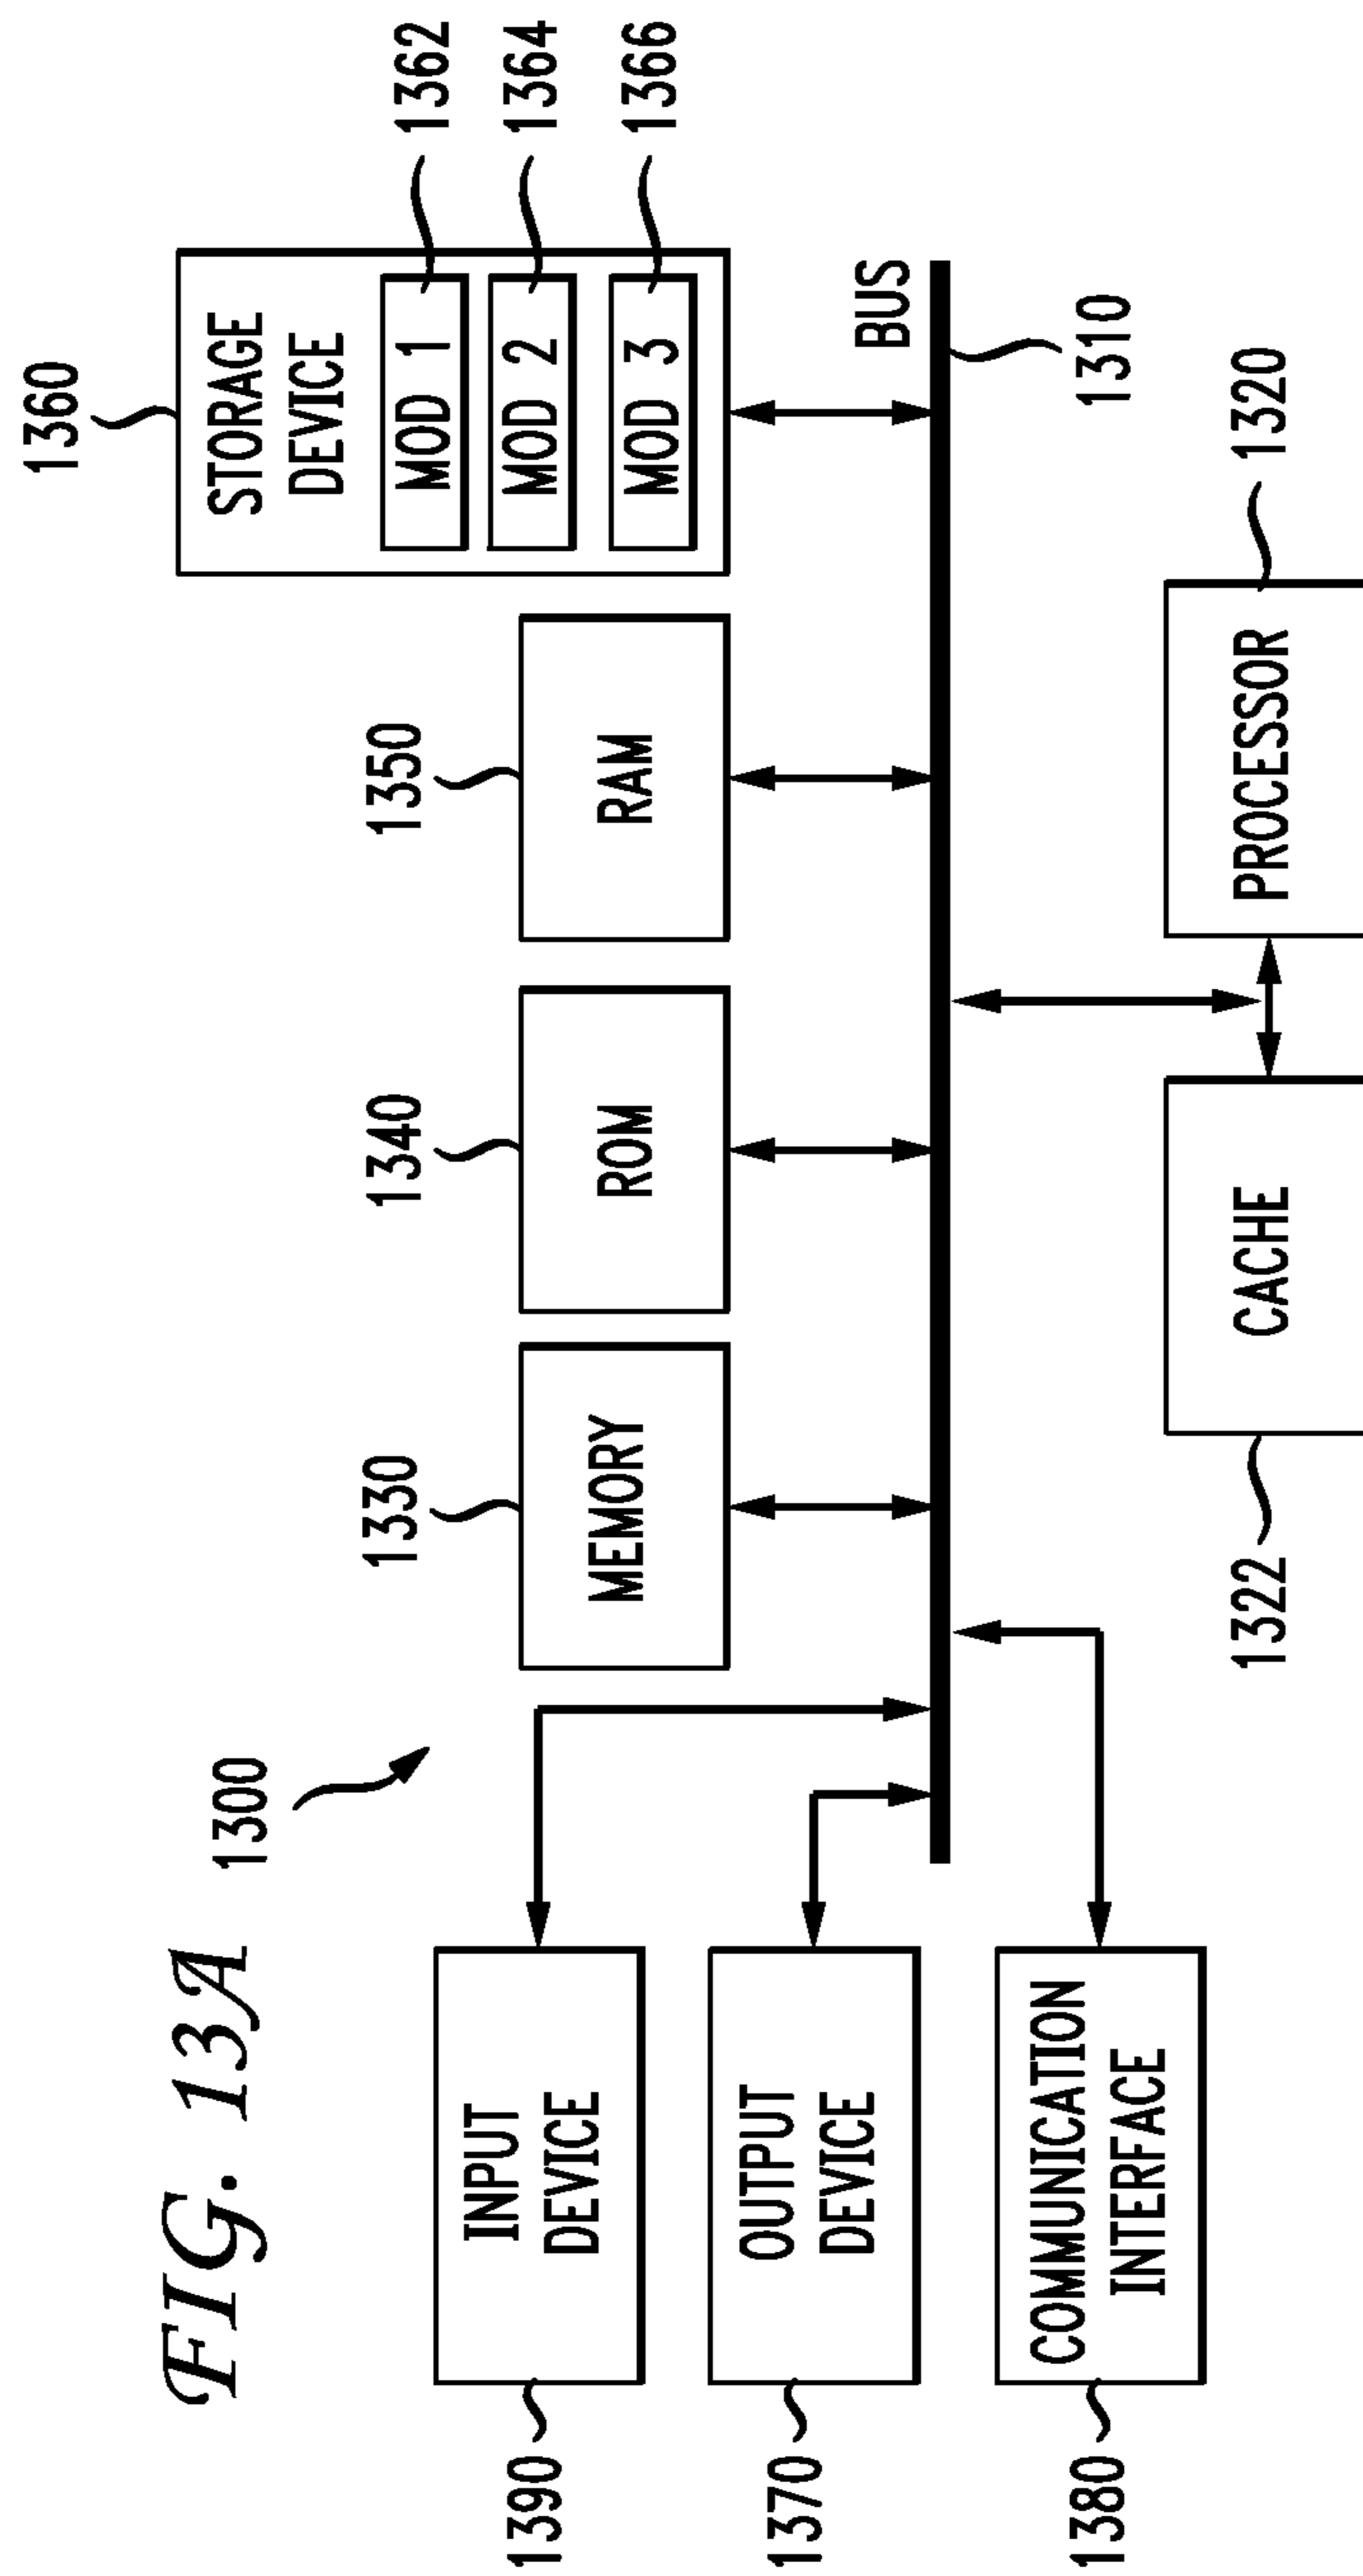 FIG. 13A
1300
1390
INPUT
DEVICE
1370
OUTPUT
DEVICE
1380
COMMUNICATION
INTERFACE
1330
MEMORY
1340
ROM
1350
RAM
1360
STORAGE
DEVICE
MOD 1
1362
MOD 2
1364
MOD 3
1366
BUS
1310
1322
CACHE
PROCESSOR
1320